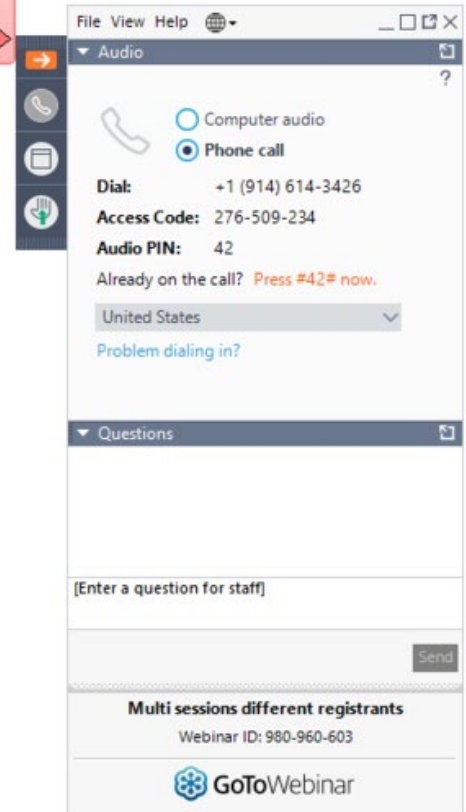 File View Help
Audio
?
Computer audio
Phone call
Dial: +1 (914) 614-3426
Access Code: 276-509-234
Audio PIN: 42
Already on the call? Press #42# now.
United States
Problem dialing in?
Questions
[Enter a question for staff]
Send
Multi sessions different registrants
Webinar ID: 980-960-603
GoToWebinar